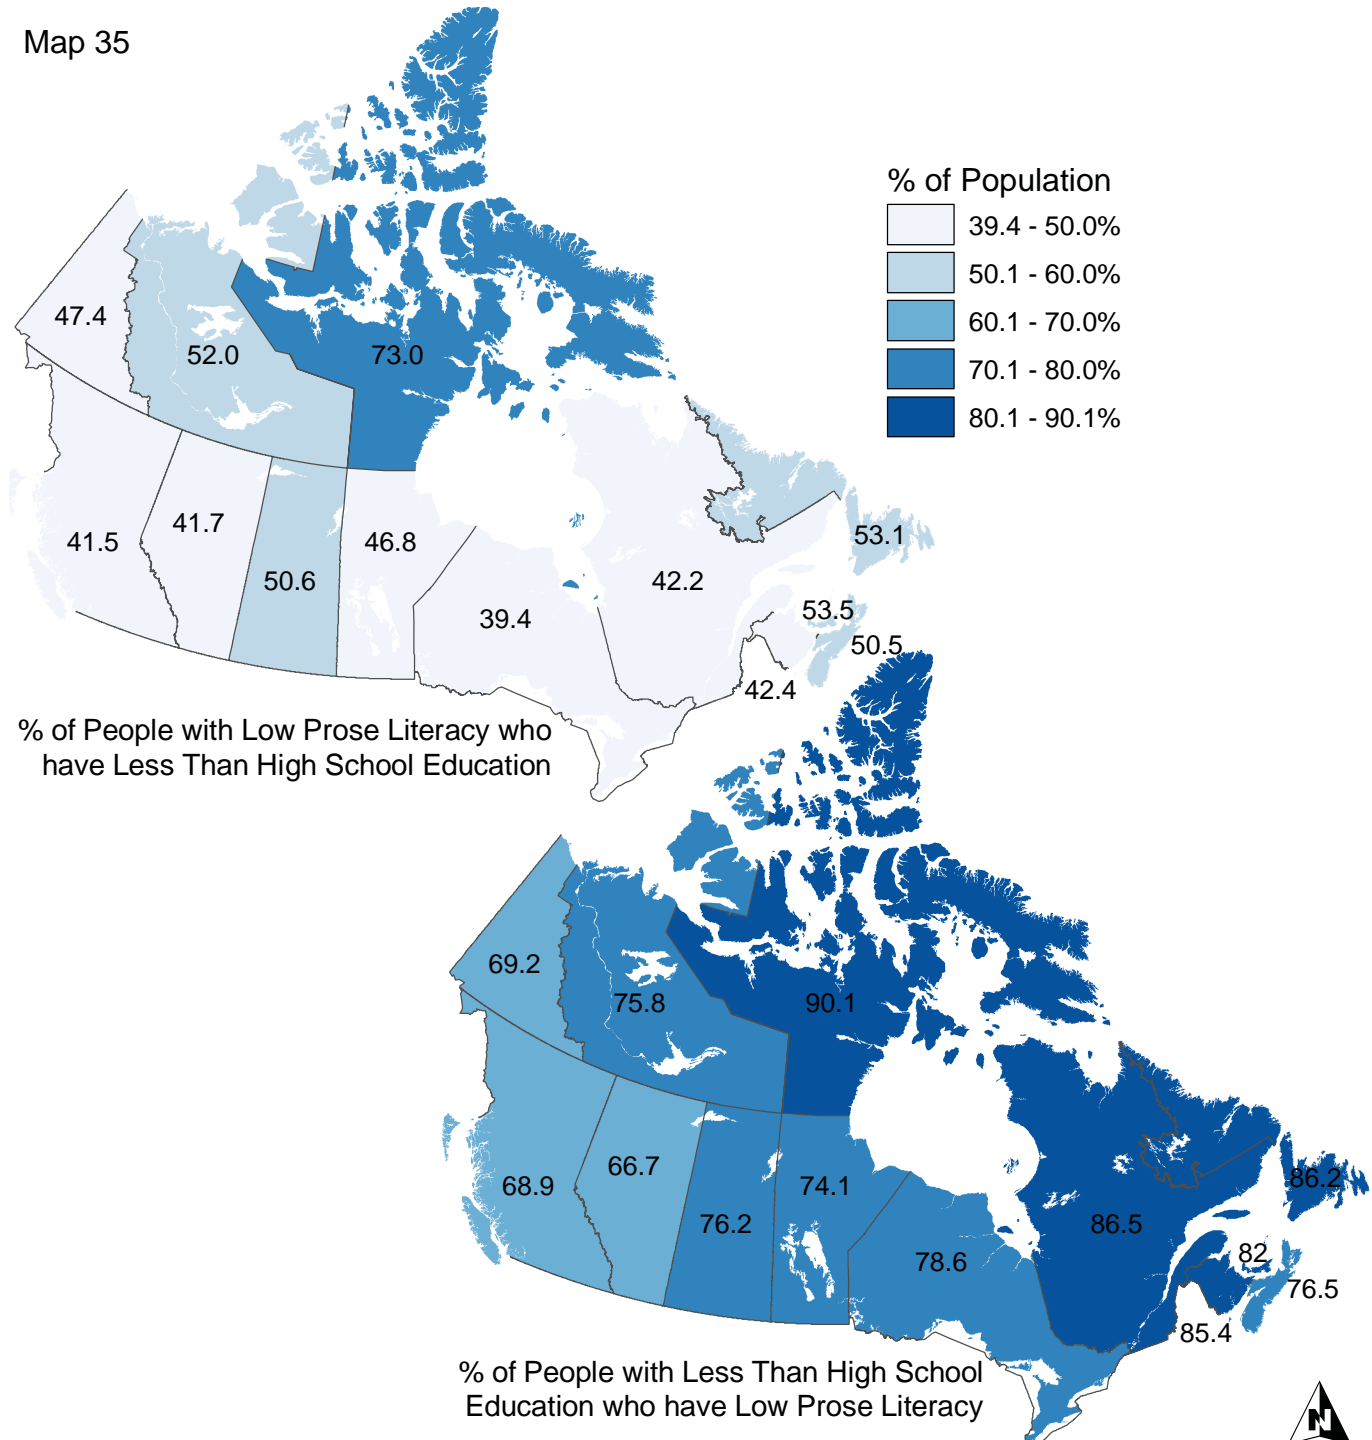 Map 35
% of Population
39.4 - 50.0%
50.1 - 60.0%
60.1 - 70.0%
70.1 - 80.0%
80.1 - 90.1%
47.4
52.0
73.0
41.5
41.7
50.6
46.8
39.4
42.2
53.1
53.5
50.5
42.4
% of People with Low Prose Literacy who
have Less Than High School Education
69.2
75.8
90.1
68.9
66.7
76.2
74.1
78.6
86.5
86.2
82
76.5
85.4
% of People with Less Than High School
Education who have Low Prose Literacy
N